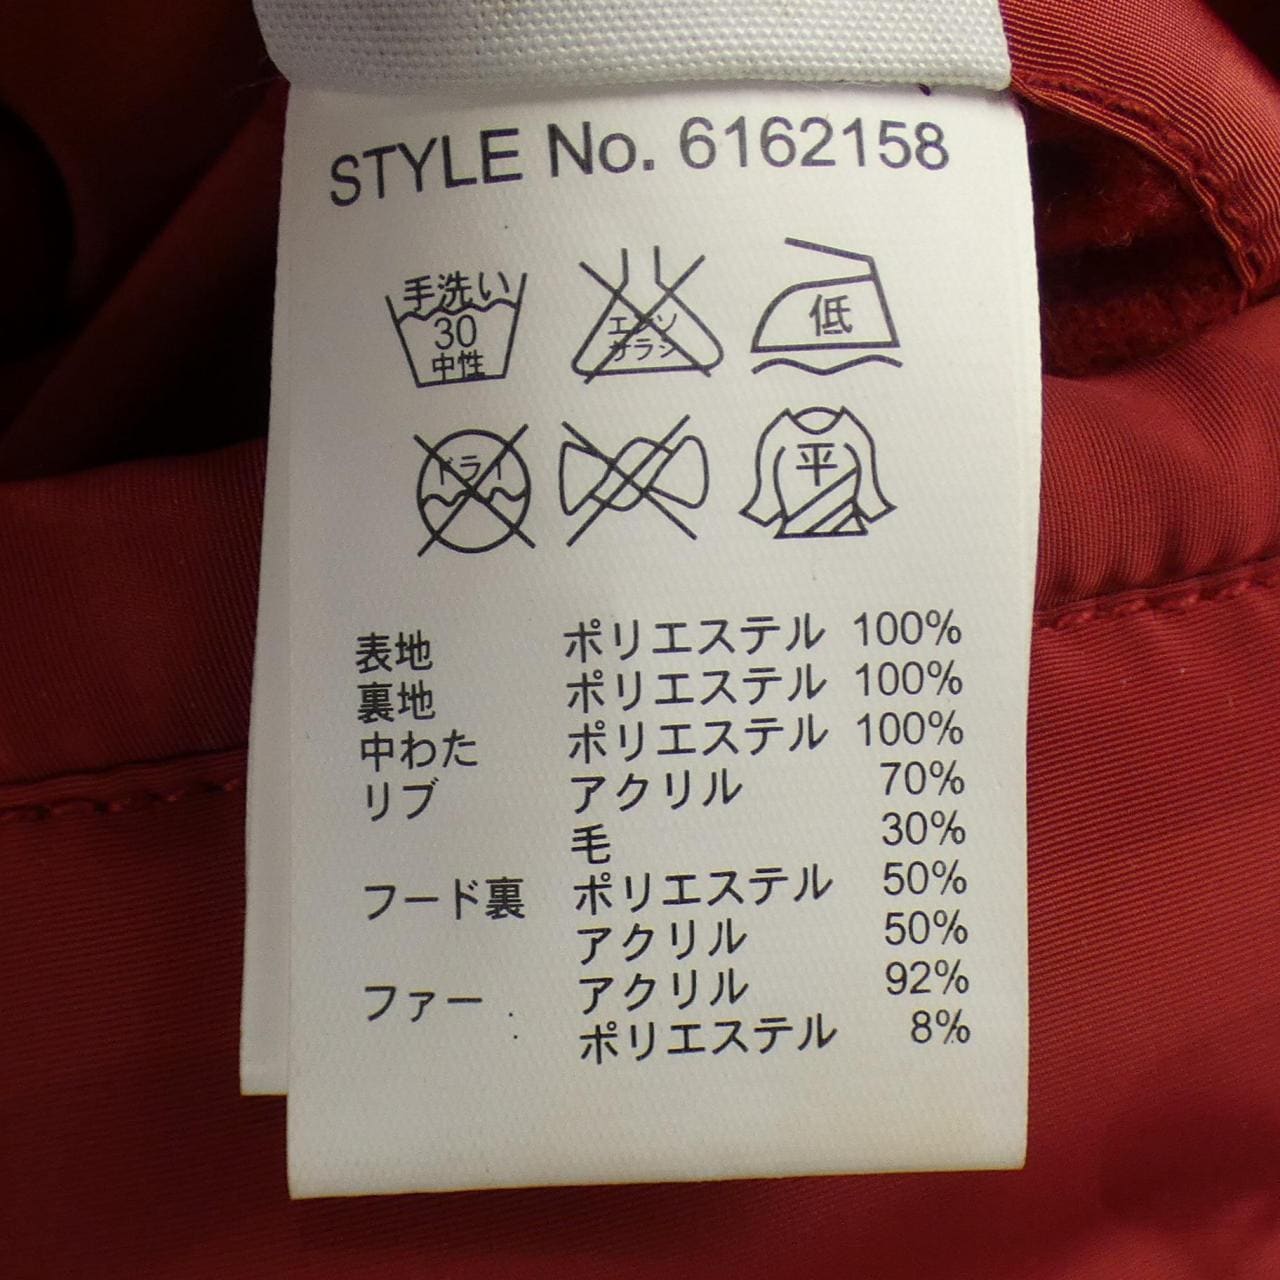 STYLE No. 6162158
手洗い
30
中性
エンソ
サラシ
低
ドライ
平
表地 ポリエステル 100%
裏地 ポリエステル 100%
中わた ポリエステル 100%
リブ アクリル 70%
毛 30%
フード裏 ポリエステル 50%
アクリル 50%
ファー アクリル 92%
ポリエステル 8%